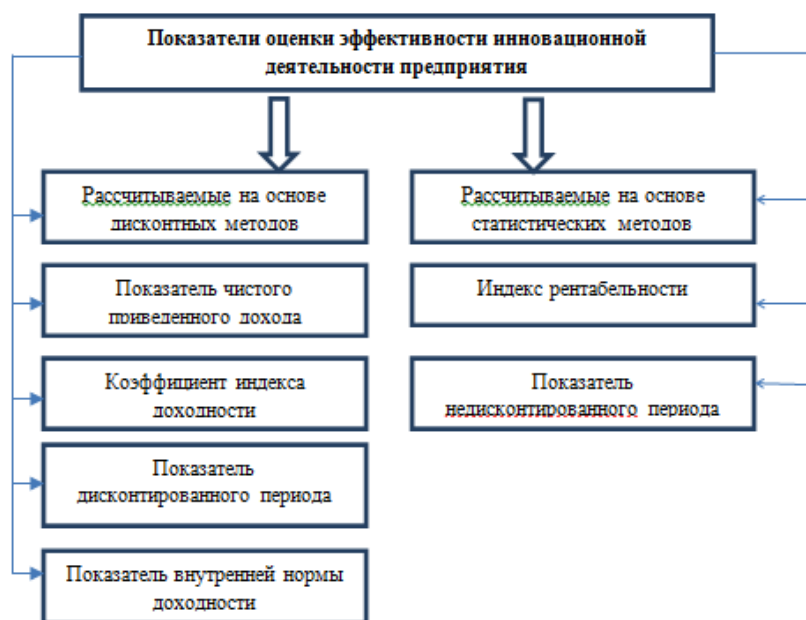 Показатели оценки эффективности инновационной
деятельности предприятия
Рассчитываемые на основе
дисконтных методов
Показатель чистого
приведенного дохода
Коэффициент индекса
доходности
Показатель
дисконтированного периода
Показатель внутренней нормы
доходности
Рассчитываемые на основе
статистических методов
Индекс рентабельности
Показатель
недисконтированного периода